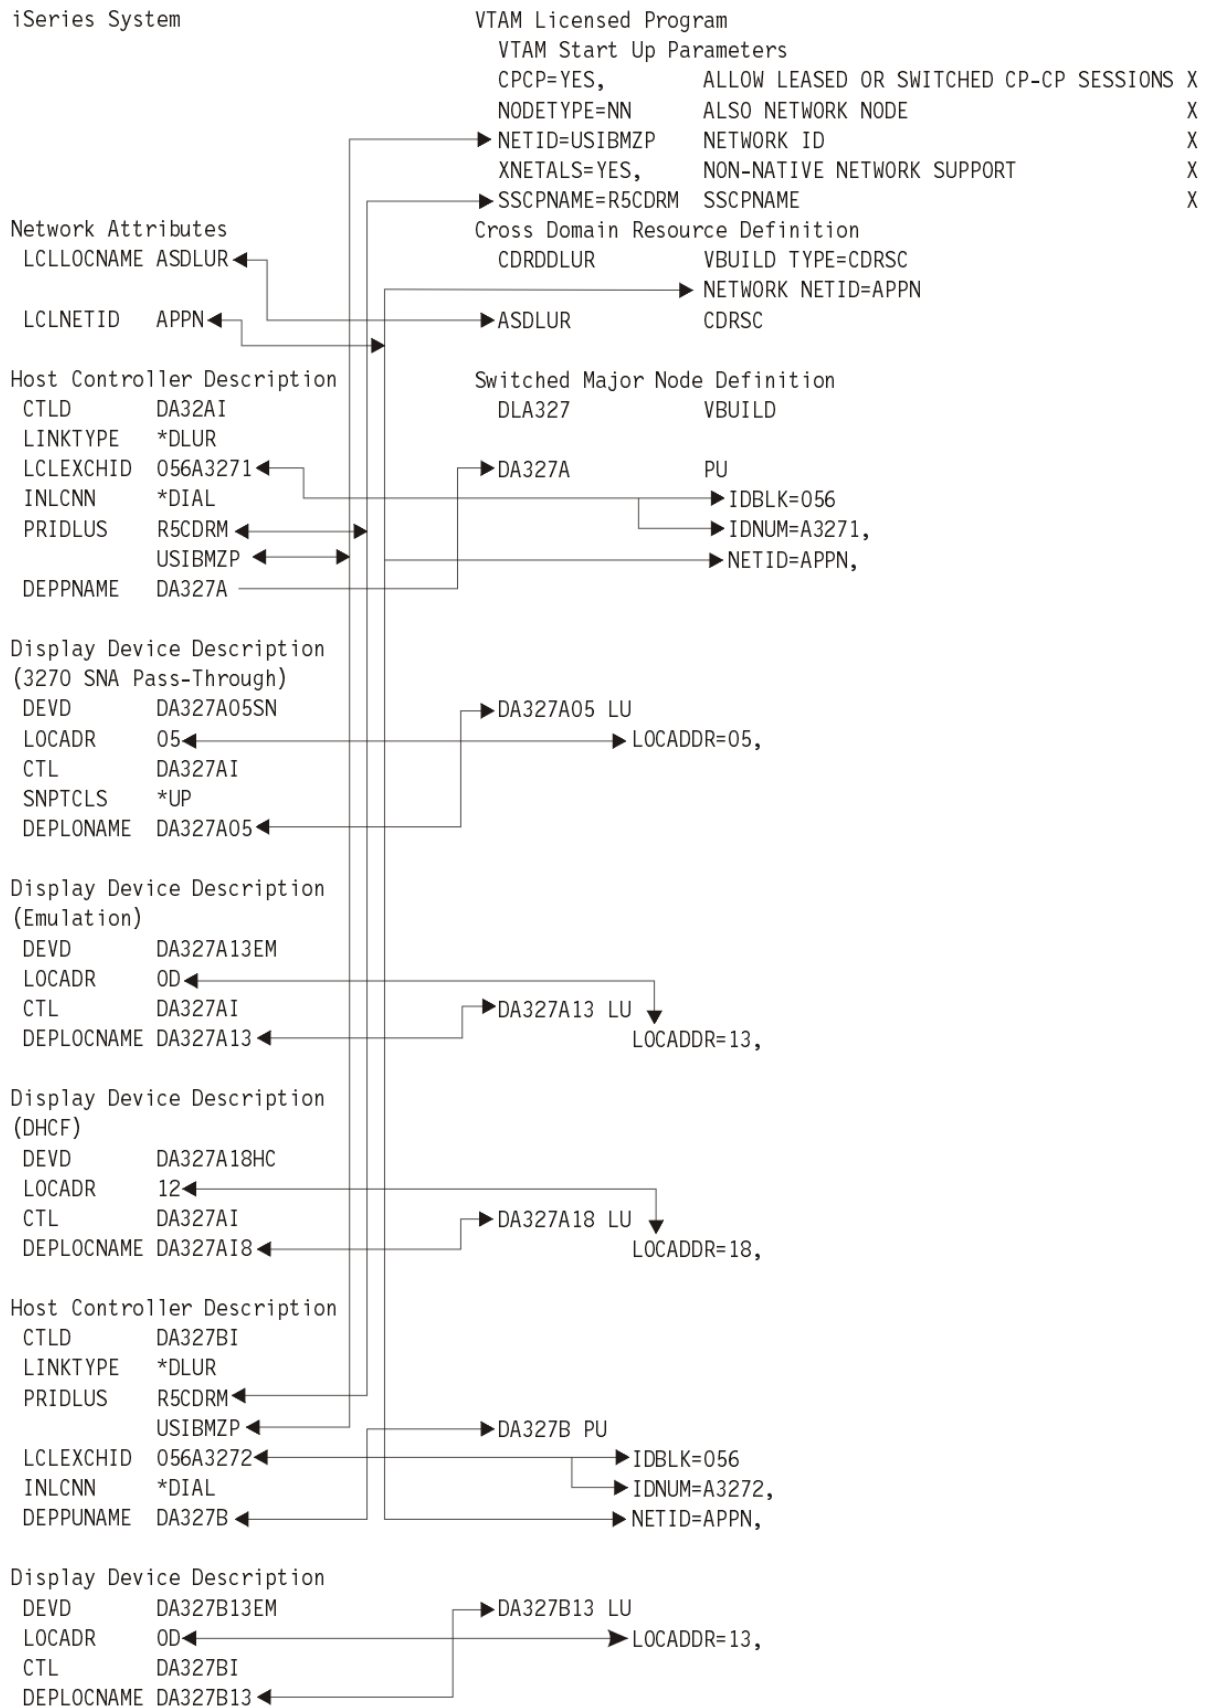 iSeries System VTAM Licensed Program
VTAM Start Up Parameters
CPCP=YES, ALLOW LEASED OR SWITCHED CP-CP SESSIONS X
NODETYPE=NN ALSO NETWORK NODE X
NETID=USIBMZP NETWORK ID X
XNETALS=YES, NON-NATIVE NETWORK SUPPORT X
SSCPNAME=R5CDRM SSCPNAME X
Network Attributes Cross Domain Resource Definition
LCLLOCNAME ASDLUR CDRDDLUR VBUILD TYPE=CDRSC
NETWORK NETID=APPN
LCLNETID APPN ASDLUR CDRSC
Host Controller Description Switched Major Node Definition
CTLD DA32AI DLA327 VBUILD
LINKTYPE *DLUR
LCLEXCHID 056A3271 DA327A PU
INLCNN *DIAL IDBLK=056
PRIDLUS R5CDRM IDNUM=A3271,
USIBMZP NETID=APPN,
DEPPNAME DA327A
Display Device Description
(3270 SNA Pass-Through)
DEVD DA327A05SN DA327A05 LU
LOCADR 05 LOCADDR=05,
CTL DA327AI
SNPTCLS *UP
DEPLONAME DA327A05
Display Device Description
(Emulation)
DEVD DA327A13EM
LOCADR 0D
CTL DA327AI DA327A13 LU
DEPLOCNAME DA327A13 LOCADDR=13,
Display Device Description
(DHCF)
DEVD DA327A18HC
LOCADR 12
CTL DA327AI DA327A18 LU
DEPLOCNAME DA327AI8 LOCADDR=18,
Host Controller Description
CTLD DA327BI
LINKTYPE *DLUR
PRIDLUS R5CDRM
USIBMZP DA327B PU
LCLEXCHID 056A3272 IDBLK=056
INLCNN *DIAL IDNUM=A3272,
DEPPUNAME DA327B NETID=APPN,
Display Device Description
DEVD DA327B13EM DA327B13 LU
LOCADR 0D LOCADDR=13,
CTL DA327BI
DEPLOCNAME DA327B13